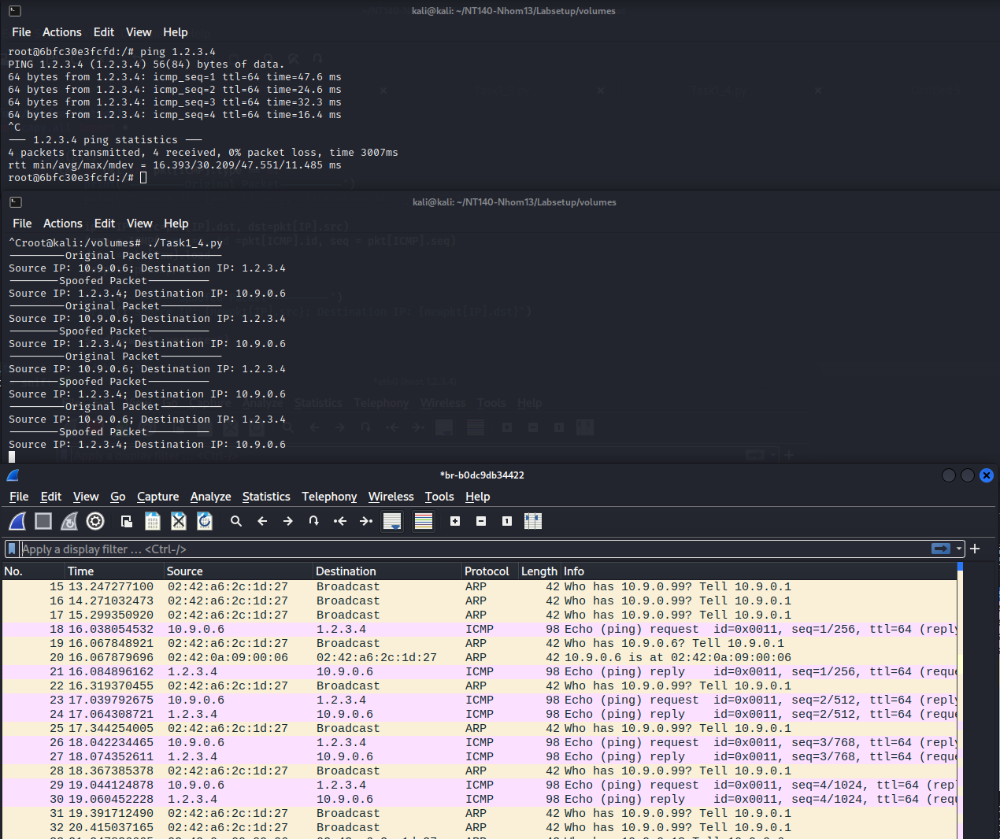 kali@kali: ~/NT140-Nhom13/Labsetup/volumes
File Actions Edit View Help
root@6bfc30e3fcfd:/# ping 1.2.3.4
PING 1.2.3.4 (1.2.3.4) 56(84) bytes of data.
64 bytes from 1.2.3.4: icmp_seq=1 ttl=64 time=47.6 ms
64 bytes from 1.2.3.4: icmp_seq=2 ttl=64 time=24.6 ms
64 bytes from 1.2.3.4: icmp_seq=3 ttl=64 time=32.3 ms
64 bytes from 1.2.3.4: icmp_seq=4 ttl=64 time=16.4 ms
^C
--- 1.2.3.4 ping statistics ---
4 packets transmitted, 4 received, 0% packet loss, time 3007ms
rtt min/avg/max/mdev = 16.393/30.209/47.551/11.485 ms
root@6bfc30e3fcfd:/#
kali@kali: ~/NT140-Nhom13/Labsetup/volumes
File Actions Edit View Help
^Croot@kali:/volumes# ./Task1_4.py
---------Original Packet----------
Source IP: 10.9.0.6; Destination IP: 1.2.3.4
--------Spoofed Packet----------
Source IP: 1.2.3.4; Destination IP: 10.9.0.6
---------Original Packet----------
Source IP: 10.9.0.6; Destination IP: 1.2.3.4
--------Spoofed Packet----------
Source IP: 1.2.3.4; Destination IP: 10.9.0.6
---------Original Packet----------
Source IP: 10.9.0.6; Destination IP: 1.2.3.4
--------Spoofed Packet----------
Source IP: 1.2.3.4; Destination IP: 10.9.0.6
---------Original Packet----------
Source IP: 10.9.0.6; Destination IP: 1.2.3.4
--------Spoofed Packet----------
Source IP: 1.2.3.4; Destination IP: 10.9.0.6
*br-b0dc9db34422
File Edit View Go Capture Analyze Statistics Telephony Wireless Tools Help
Apply a display filter ... <Ctrl-/>
No. Time Source Destination Protocol Length Info
15 13.247277100 02:42:a6:2c:1d:27 Broadcast ARP 42 Who has 10.9.0.99? Tell 10.9.0.1
16 14.271032473 02:42:a6:2c:1d:27 Broadcast ARP 42 Who has 10.9.0.99? Tell 10.9.0.1
17 15.299350920 02:42:a6:2c:1d:27 Broadcast ARP 42 Who has 10.9.0.99? Tell 10.9.0.1
18 16.038054532 10.9.0.6 1.2.3.4 ICMP 98 Echo (ping) request id=0x0011, seq=1/256, ttl=64 (reply
19 16.067848921 02:42:a6:2c:1d:27 Broadcast ARP 42 Who has 10.9.0.6? Tell 10.9.0.1
20 16.067879696 02:42:0a:09:00:06 02:42:a6:2c:1d:27 ARP 42 10.9.0.6 is at 02:42:0a:09:00:06
21 16.084896162 1.2.3.4 10.9.0.6 ICMP 98 Echo (ping) reply id=0x0011, seq=1/256, ttl=64 (reque
22 16.319370455 02:42:a6:2c:1d:27 Broadcast ARP 42 Who has 10.9.0.99? Tell 10.9.0.1
23 17.039792675 10.9.0.6 1.2.3.4 ICMP 98 Echo (ping) request id=0x0011, seq=2/512, ttl=64 (reply
24 17.064308721 1.2.3.4 10.9.0.6 ICMP 98 Echo (ping) reply id=0x0011, seq=2/512, ttl=64 (reque
25 17.344254005 02:42:a6:2c:1d:27 Broadcast ARP 42 Who has 10.9.0.99? Tell 10.9.0.1
26 18.042234465 10.9.0.6 1.2.3.4 ICMP 98 Echo (ping) request id=0x0011, seq=3/768, ttl=64 (reply
27 18.074352611 1.2.3.4 10.9.0.6 ICMP 98 Echo (ping) reply id=0x0011, seq=3/768, ttl=64 (reque
28 18.367385378 02:42:a6:2c:1d:27 Broadcast ARP 42 Who has 10.9.0.99? Tell 10.9.0.1
29 19.044124878 10.9.0.6 1.2.3.4 ICMP 98 Echo (ping) request id=0x0011, seq=4/1024, ttl=64 (repl
30 19.060452228 1.2.3.4 10.9.0.6 ICMP 98 Echo (ping) reply id=0x0011, seq=4/1024, ttl=64 (requ
31 19.391712490 02:42:a6:2c:1d:27 Broadcast ARP 42 Who has 10.9.0.99? Tell 10.9.0.1
32 20.415037165 02:42:a6:2c:1d:27 Broadcast ARP 42 Who has 10.9.0.99? Tell 10.9.0.1